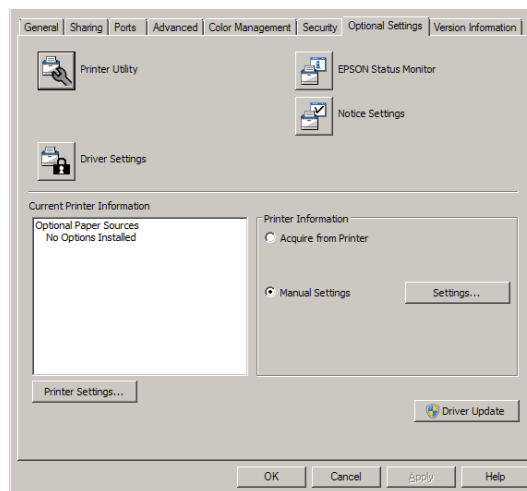 General Sharing Ports Advanced Color Management Security Optional Settings Version Information
Printer Utility
EPSON Status Monitor
Notice Settings
Driver Settings
Current Printer Information
Optional Paper Sources
No Options Installed
Printer Information
Acquire from Printer
Manual Settings
Settings...
Printer Settings...
Driver Update
OK Cancel Apply Help